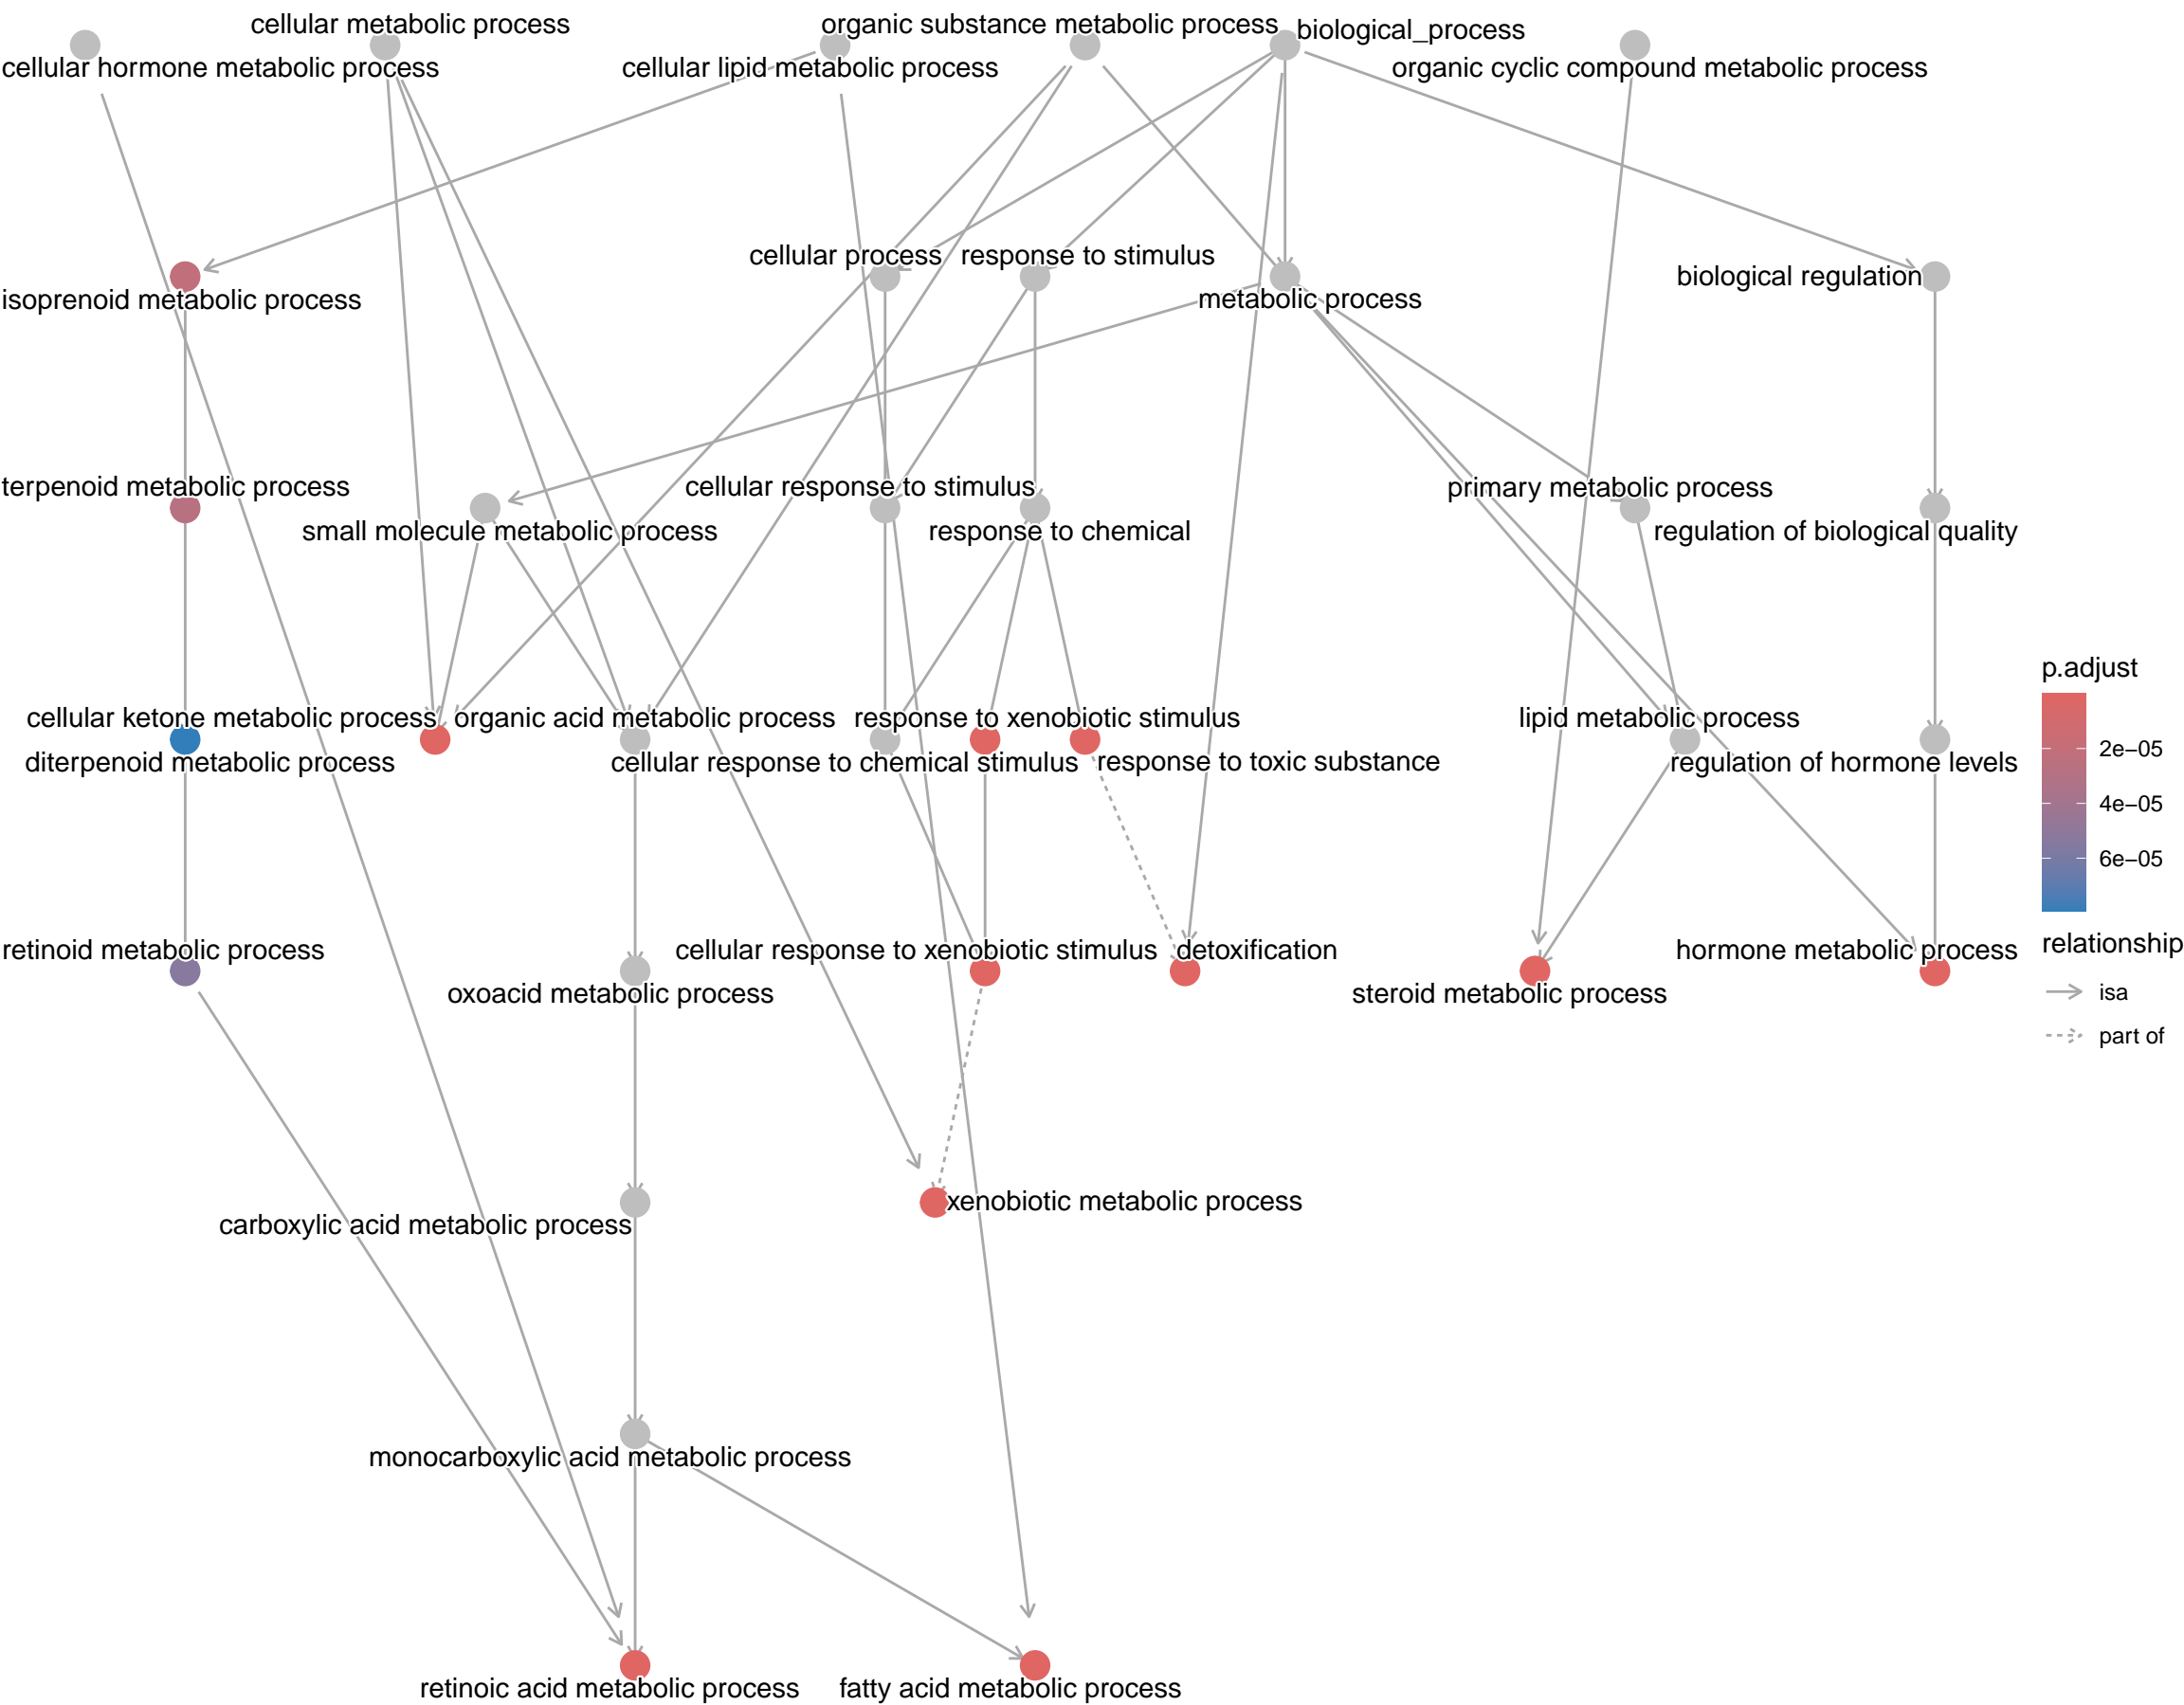 cellular metabolic process
organic substance metabolic process
biological_process
cellular hormone metabolic process
cellular lipid metabolic process
organic cyclic compound metabolic process
cellular process
response to stimulus
biological regulation
isoprenoid metabolic process
metabolic process
terpenoid metabolic process
cellular response to stimulus
primary metabolic process
small molecule metabolic process
response to chemical
regulation of biological quality
cellular ketone metabolic process
organic acid metabolic process
response to xenobiotic stimulus
lipid metabolic process
diterpenoid metabolic process
cellular response to chemical stimulus
response to toxic substance
regulation of hormone levels
retinoid metabolic process
cellular response to xenobiotic stimulus
detoxification
hormone metabolic process
oxoacid metabolic process
steroid metabolic process
xenobiotic metabolic process
carboxylic acid metabolic process
monocarboxylic acid metabolic process
retinoic acid metabolic process
fatty acid metabolic process
p.adjust
2e−05
4e−05
6e−05
relationship
isa
part of